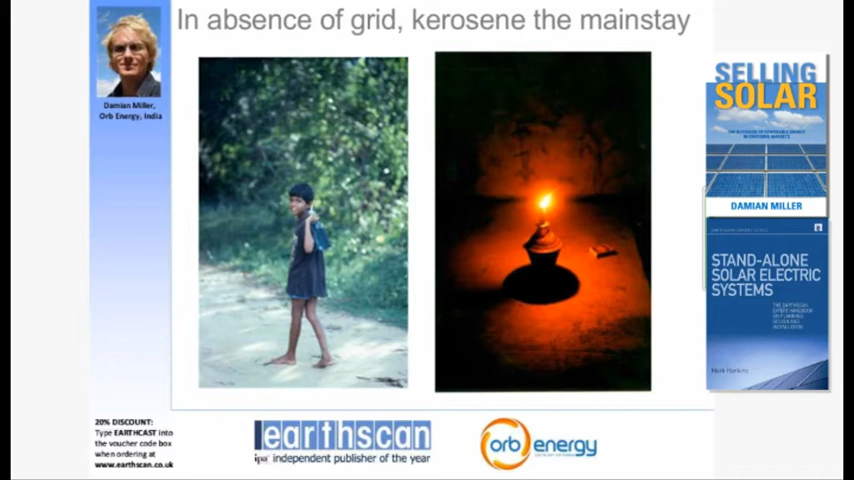 In absence of grid, kerosene the mainstay
Damian Miller,
Orb Energy, India
SELLING
SOLAR
THE DIFFUSION OF RENEWABLE ENERGY
IN EMERGING MARKETS
DAMIAN MILLER
STAND-ALONE
SOLAR ELECTRIC
SYSTEMS
THE EARTHSCAN
EXPERT HANDBOOK
FOR PLANNING,
DESIGN AND
INSTALLATION
Mark Hankins
20% DISCOUNT:
Type EARTHCAST into
the voucher code box
when ordering at
www.earthscan.co.uk
earthscan
ipg independent publisher of the year
orb energy